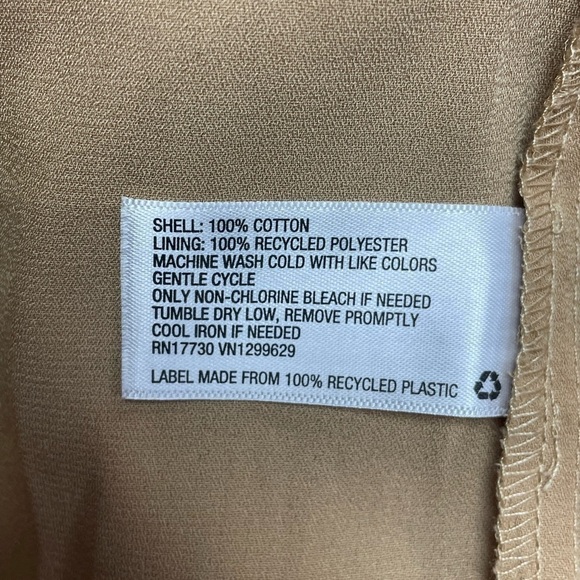 SHELL: 100% COTTON
LINING: 100% RECYCLED POLYESTER
MACHINE WASH COLD WITH LIKE COLORS
GENTLE CYCLE
ONLY NON-CHLORINE BLEACH IF NEEDED
TUMBLE DRY LOW, REMOVE PROMPTLY
COOL IRON IF NEEDED
RN17730 VN1299629
LABEL MADE FROM 100% RECYCLED PLASTIC